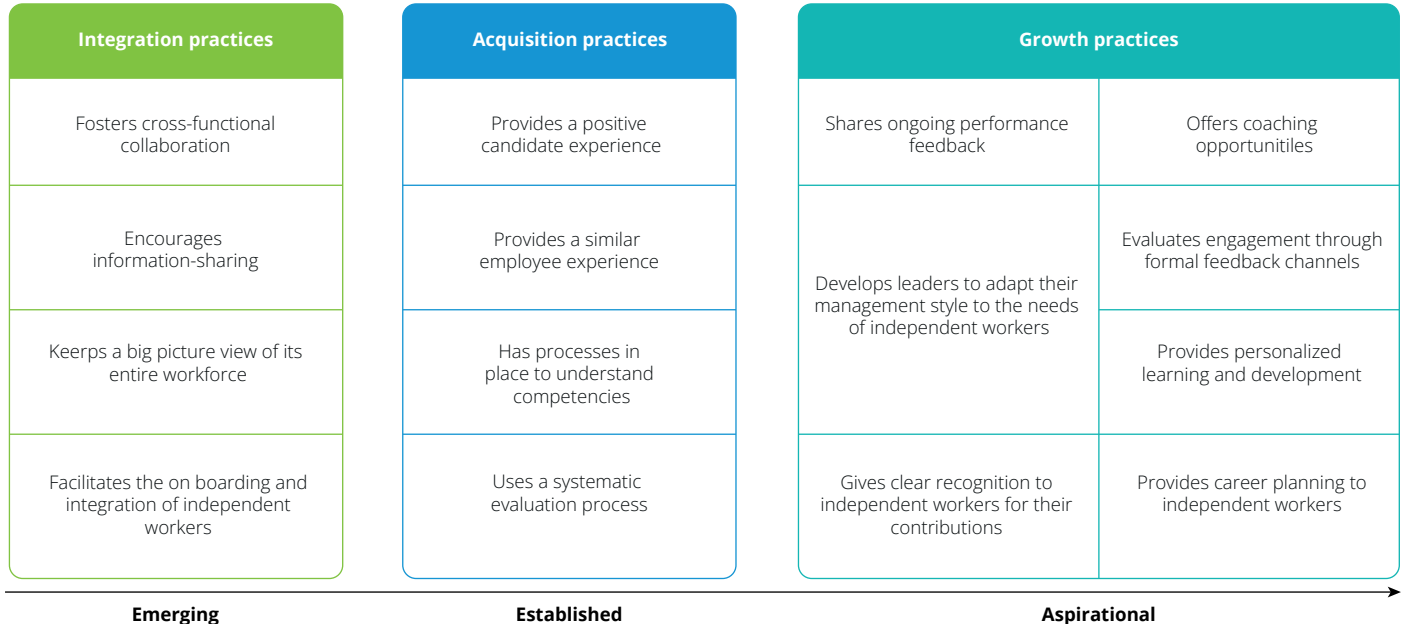 Integration practices
Fosters cross-functional
collaboration
Encourages
information-sharing
Keerps a big picture view of its
entire workforce
Facilitates the on boarding and
integration of independent
workers
Acquisition practices
Provides a positive
candidate experience
Provides a similar
employee experience
Has processes in
place to understand
competencies
Uses a systematic
evaluation process
Growth practices
Shares ongoing performance
feedback
Develops leaders to adapt their
management style to the needs
of independent workers
Gives clear recognition to
independent workers for their
contributions
Offers coaching
opportunitiles
Evaluates engagement through
formal feedback channels
Provides personalized
learning and development
Provides career planning to
independent workers
Emerging
Established
Aspirational